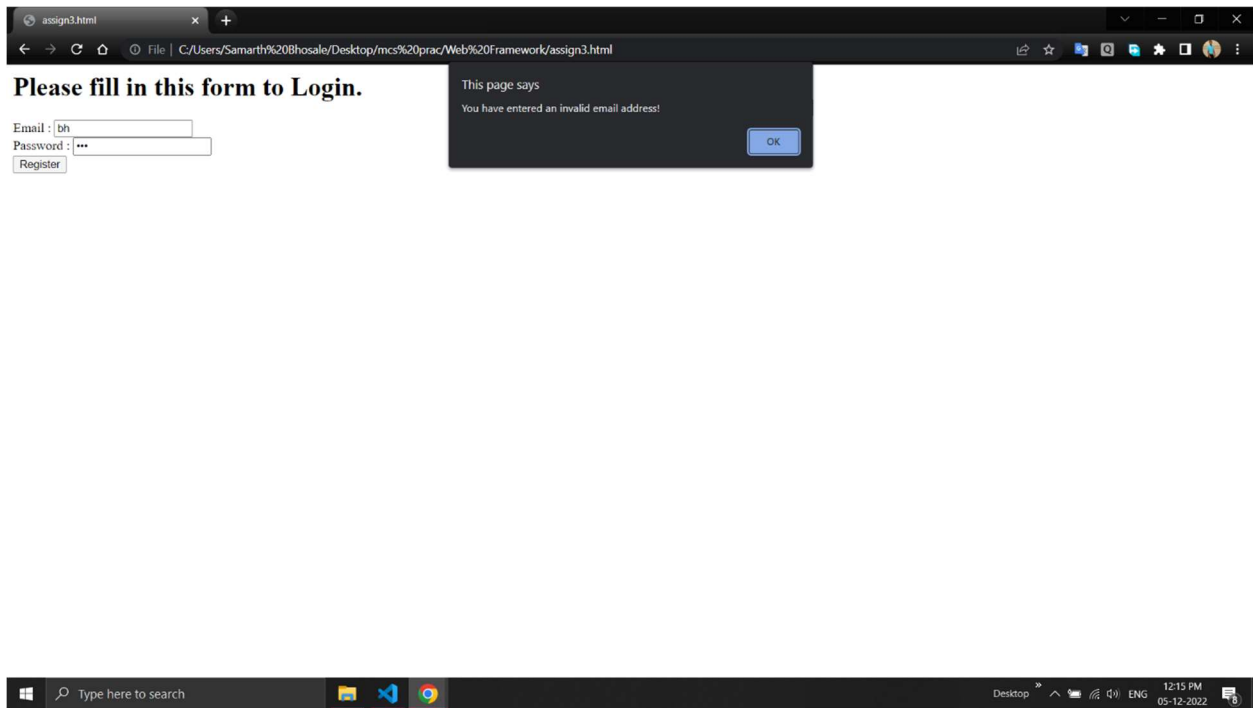 assign3.html
File | C:/Users/Samarth%20Bhosale/Desktop/mcs%20prac/Web%20Framework/assign3.html
Please fill in this form to Login.
Email : bh
Password : •••
Register
This page says
You have entered an invalid email address!
OK
Type here to search
Desktop
ENG
12:15 PM
05-12-2022
8